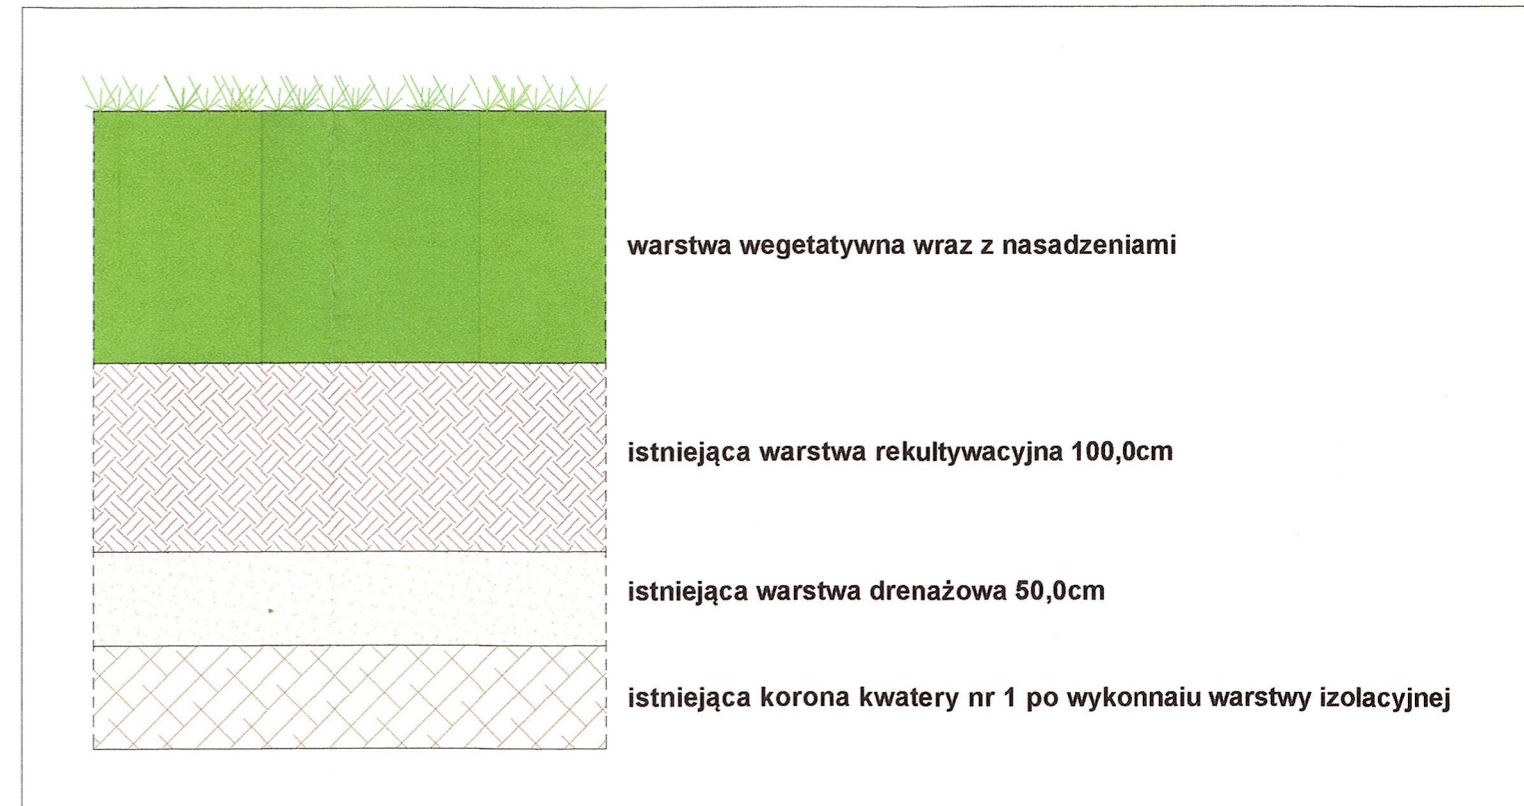 warstwa wegetatywna wraz z nasadzeniami
istniejąca warstwa rekultywacyjna 100,0cm
istniejąca warstwa drenażowa 50,0cm
istniejąca korona kwatery nr 1 po wykonnaiu warstwy izolacyjnej